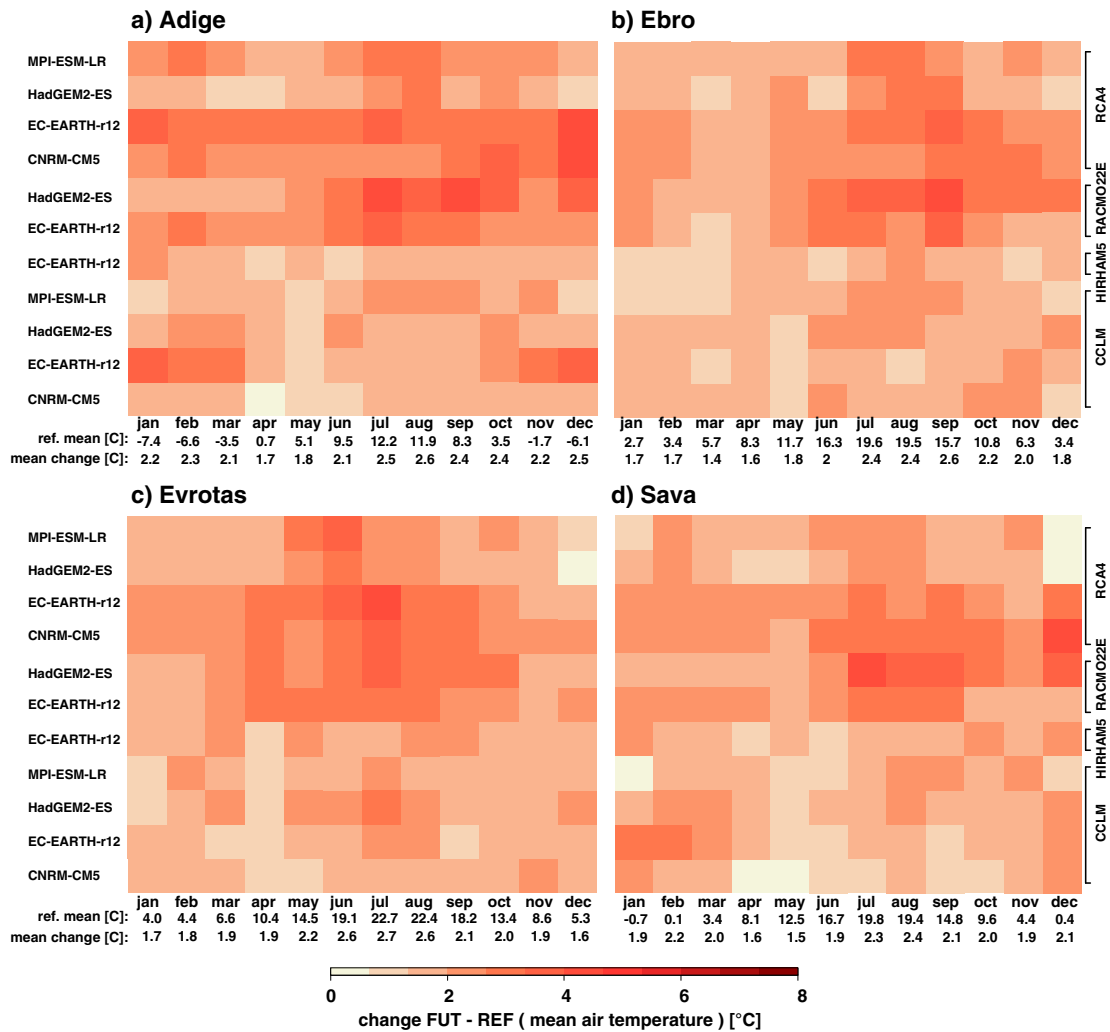 a) Adige
b) Ebro
MPI-ESM-LR
HadGEM2-ES
EC-EARTH-r12
CNRM-CM5
HadGEM2-ES
EC-EARTH-r12
EC-EARTH-r12
MPI-ESM-LR
HadGEM2-ES
EC-EARTH-r12
CNRM-CM5
RCA4
RACMO22E
HIRHAM5
CCLM
jan feb mar apr may jun jul aug sep oct nov dec
ref. mean [C]: -7.4 -6.6 -3.5 0.7 5.1 9.5 12.2 11.9 8.3 3.5 -1.7 -6.1
mean change [C]: 2.2 2.3 2.1 1.7 1.8 2.1 2.5 2.6 2.4 2.4 2.2 2.5
jan feb mar apr may jun jul aug sep oct nov dec
2.7 3.4 5.7 8.3 11.7 16.3 19.6 19.5 15.7 10.8 6.3 3.4
1.7 1.7 1.4 1.6 1.8 2 2.4 2.4 2.6 2.2 2.0 1.8
c) Evrotas
d) Sava
MPI-ESM-LR
HadGEM2-ES
EC-EARTH-r12
CNRM-CM5
HadGEM2-ES
EC-EARTH-r12
EC-EARTH-r12
MPI-ESM-LR
HadGEM2-ES
EC-EARTH-r12
CNRM-CM5
RCA4
RACMO22E
HIRHAM5
CCLM
jan feb mar apr may jun jul aug sep oct nov dec
ref. mean [C]: 4.0 4.4 6.6 10.4 14.5 19.1 22.7 22.4 18.2 13.4 8.6 5.3
mean change [C]: 1.7 1.8 1.9 1.9 2.2 2.6 2.7 2.6 2.1 2.0 1.9 1.6
jan feb mar apr may jun jul aug sep oct nov dec
-0.7 0.1 3.4 8.1 12.5 16.7 19.8 19.4 14.8 9.6 4.4 0.4
1.9 2.2 2.0 1.6 1.5 1.9 2.3 2.4 2.1 2.0 1.9 2.1
0 2 4 6 8
change FUT - REF ( mean air temperature ) [°C]